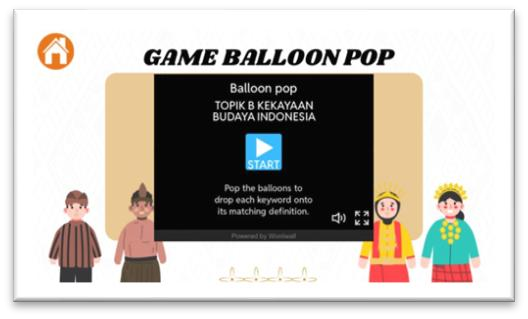 GAME BALLOON POP
Balloon pop
TOPIK B KEKAYAAN
BUDAYA INDONESIA
START
Pop the balloons to
drop each keyword onto
its matching definition.
Powered by Wordwall